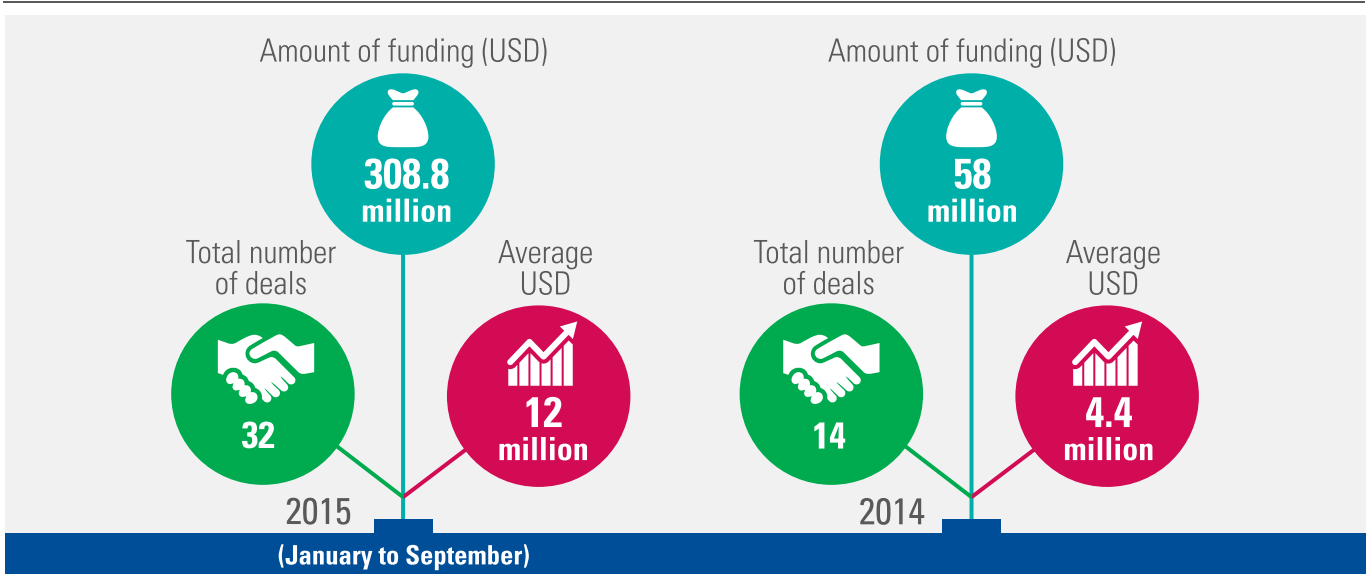 Amount of funding (USD)
308.8
million
Total number
of deals
32
Average
USD
12
million
2015
(January to September)
Amount of funding (USD)
58
million
Total number
of deals
14
Average
USD
4.4
million
2014